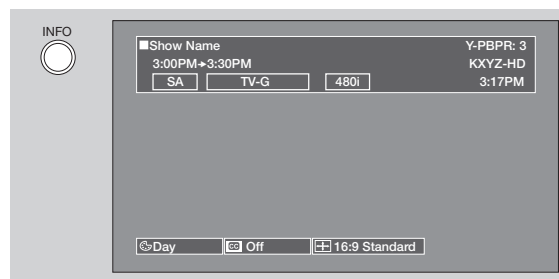 INFO
■Show Name Y-PBPR: 3
3:00PM→3:30PM KXYZ-HD
SA TV-G 480i 3:17PM
Day CC Off 16:9 Standard